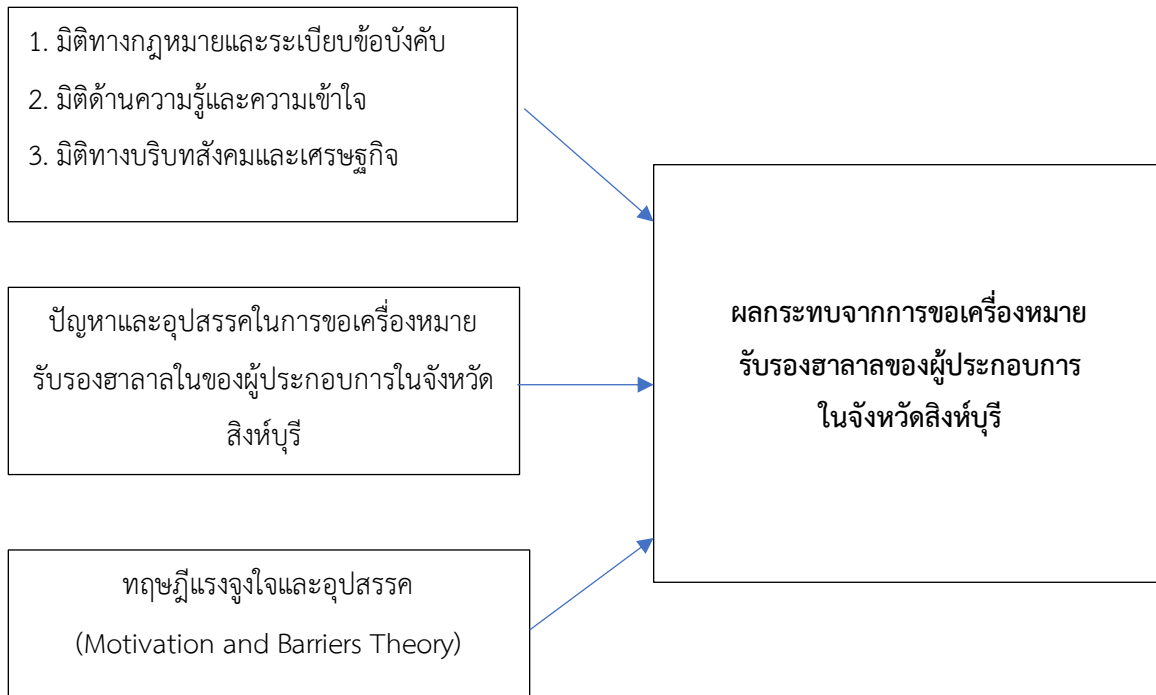 1. มิติทางกฎหมายและระเบียบข้อบังคับ
2. มิติด้านความรู้และความเข้าใจ
3. มิติทางบริบทสังคมและเศรษฐกิจ
ปัญหาและอุปสรรคในการขอเครื่องหมาย
รับรองฮาลาลในของผู้ประกอบการในจังหวัด
สิงห์บุรี
ทฤษฎีแรงจูงใจและอุปสรรค
(Motivation and Barriers Theory)
ผลกระทบจากการขอเครื่องหมาย
รับรองฮาลาลของผู้ประกอบการ
ในจังหวัดสิงห์บุรี